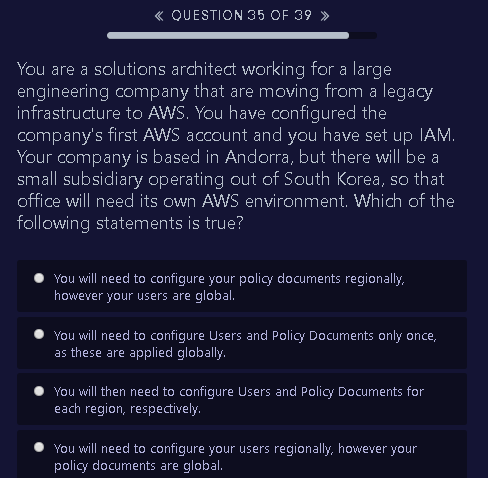 « QUESTION 35 OF 39 »
You are a solutions architect working for a large
engineering company that are moving from a legacy
infrastructure to AWS. You have configured the
company's first AWS account and you have set up IAM.
Your company is based in Andorra, but there will be a
small subsidiary operating out of South Korea, so that
office will need its own AWS environment. Which of the
following statements is true?
You will need to configure your policy documents regionally,
however your users are global.
You will need to configure Users and Policy Documents only once,
as these are applied globally.
You will then need to configure Users and Policy Documents for
each region, respectively.
You will need to configure your users regionally, however your
policy documents are global.